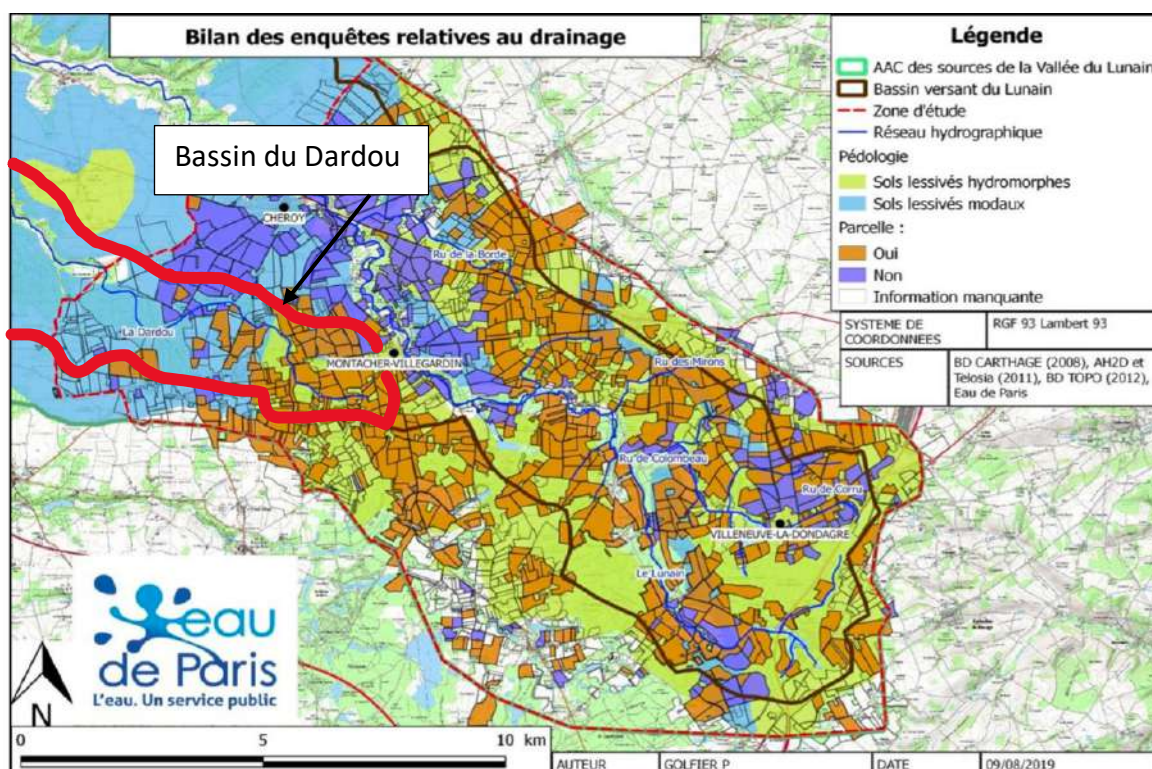 Bilan des enquêtes relatives au drainage
Bassin du Dardou
CHEROY
Ru de la Borde
La Dardou
MONTACHER-VILLEGARDIN
Ru des Mirons
Ru de Colombeau
Ru de Corru
VILLENEUVE-LA-DONDAGRE
Le Lunain
Légende
AAC des sources de la Vallée du Lunain
Bassin versant du Lunain
Zone d'étude
Réseau hydrographique
Pédologie
Sols lessivés hydromorphes
Sols lessivés modaux
Parcelle :
Oui
Non
Information manquante
SYSTEME DE
COORDONNEES
RGF 93 Lambert 93
SOURCES
BD CARTHAGE (2008), AH2D et
Telosia (2011), BD TOPO (2012),
Eau de Paris
eau
de Paris
L'eau. Un service public
N
0 5 10 km
AUTEUR GOLFIER P DATE 09/08/2019